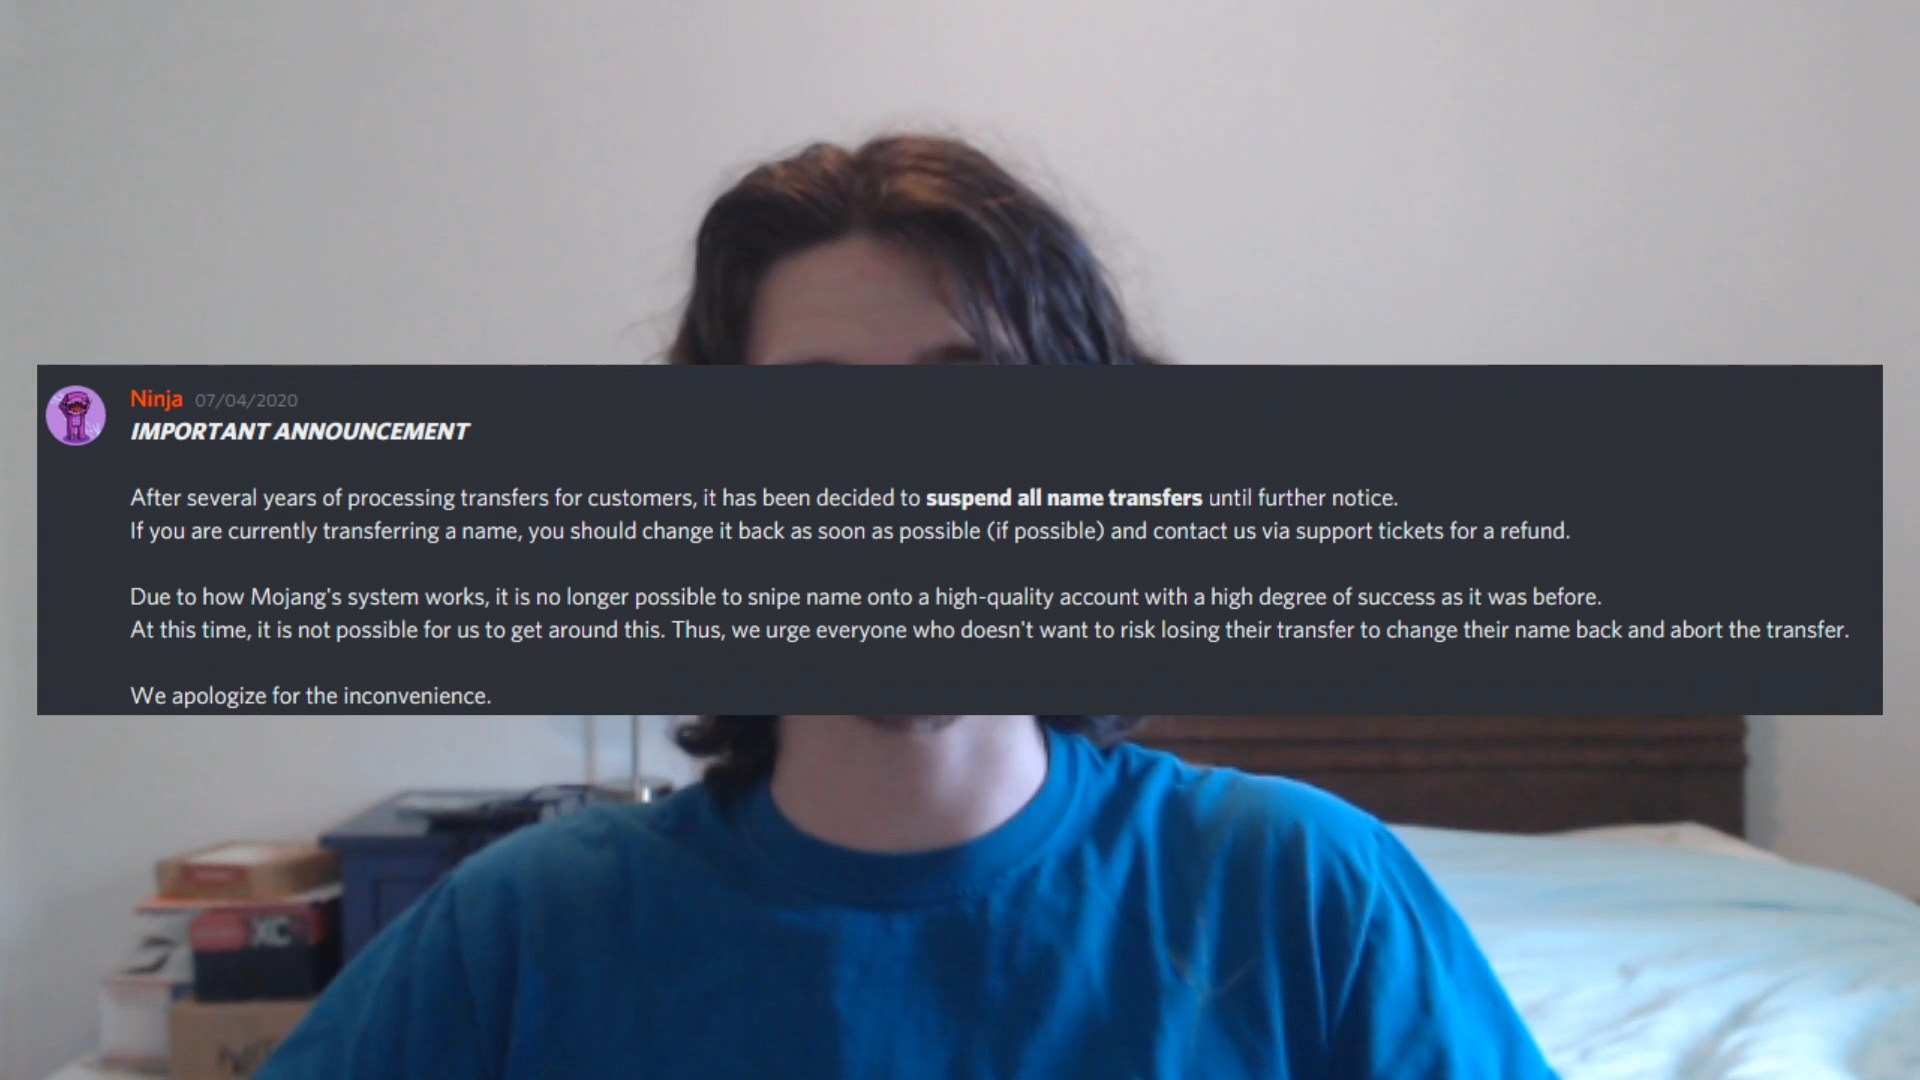 Ninja 07/04/2020
IMPORTANT ANNOUNCEMENT
After several years of processing transfers for customers, it has been decided to suspend all name transfers until further notice.
If you are currently transferring a name, you should change it back as soon as possible (if possible) and contact us via support tickets for a refund.
Due to how Mojang's system works, it is no longer possible to snipe name onto a high-quality account with a high degree of success as it was before.
At this time, it is not possible for us to get around this. Thus, we urge everyone who doesn't want to risk losing their transfer to change their name back and abort the transfer.
We apologize for the inconvenience.
XC